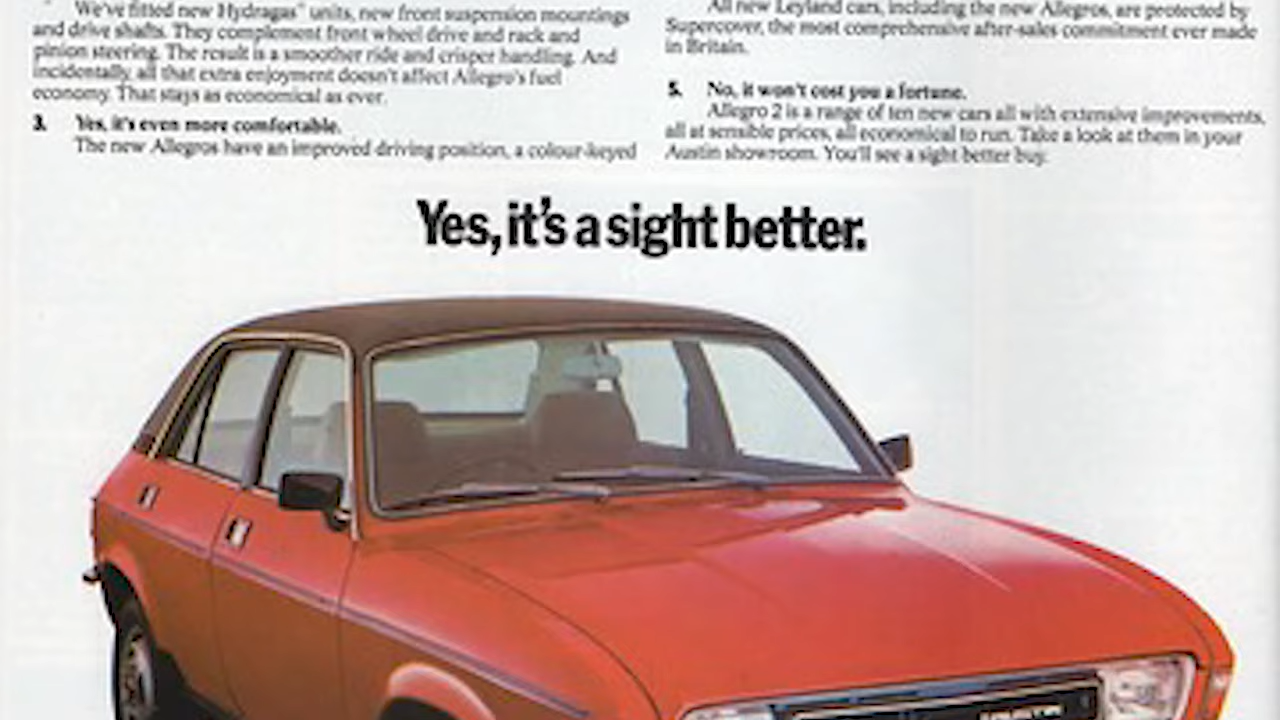 We've fitted new Hydragas" units, new front suspension mountings
and drive shafts. They complement front wheel drive and rack and
pinion steering. The result is a smoother ride and crisper handling. And
incidentally, all that extra enjoyment doesn't affect Allegro's fuel
economy. That stays as economical as ever.
3. Yes, it's even more comfortable.
The new Allegros have an improved driving position, a colour-keyed
All new Leyland cars, including the new Allegros, are protected by
Supercover, the most comprehensive after-sales commitment ever made
in Britain.
5. No, it won't cost you a fortune.
Allegro 2 is a range of ten new cars all with extensive improvements,
all at sensible prices, all economical to run. Take a look at them in your
Austin showroom. You'll see a sight better buy.
Yes, it's a sight better.